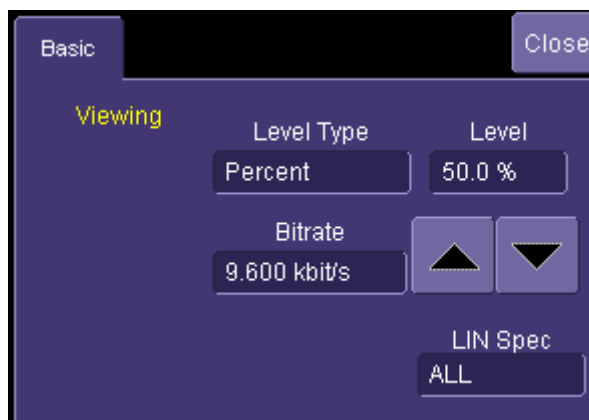 Basic
Close
Viewing
Level Type
Level
Percent
50.0 %
Bitrate
9.600 kbit/s
LIN Spec
ALL